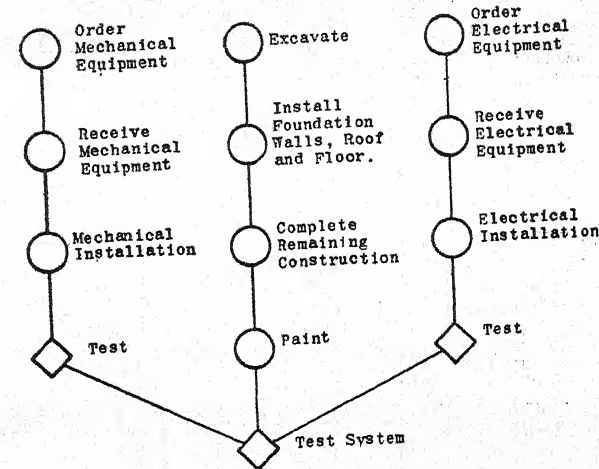 Order
Mechanical
Equipment
Excavate
Order
Electrical
Equipment
Receive
Mechanical
Equipment
Install
Foundation
Walls, Roof
and Floor.
Receive
Electrical
Equipment
Mechanical
Installation
Complete
Remaining
Construction
Electrical
Installation
Test
Paint
Test
Test System